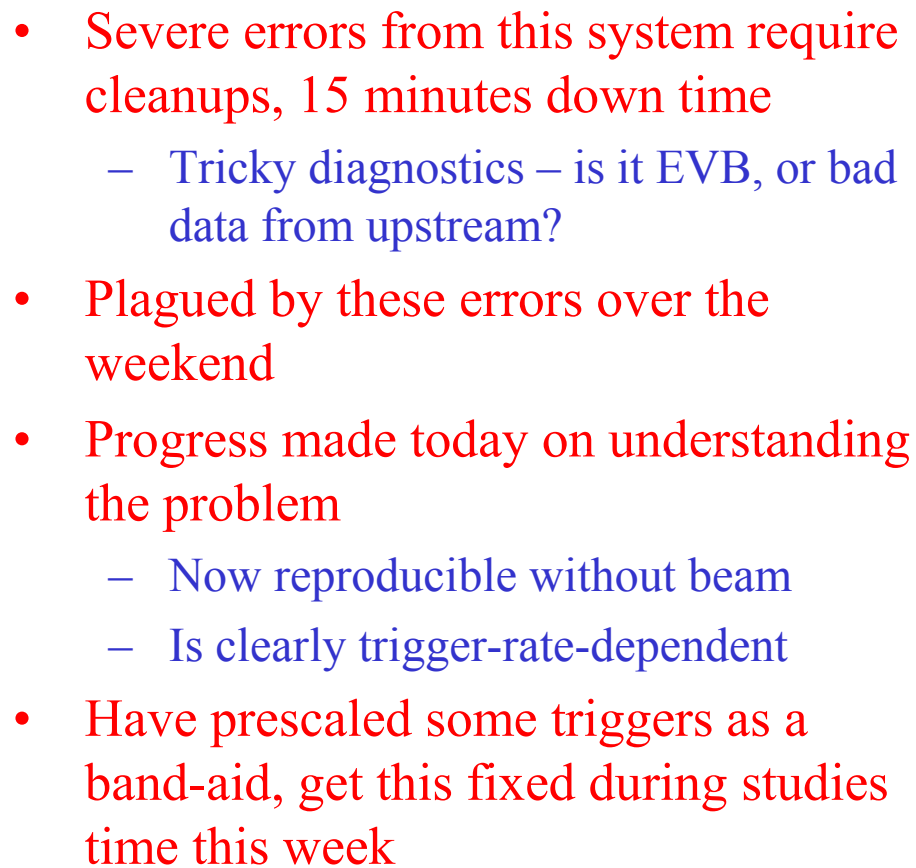 • Severe errors from this system require
cleanups, 15 minutes down time
– Tricky diagnostics – is it EVB, or bad
data from upstream?
• Plagued by these errors over the
weekend
• Progress made today on understanding
the problem
– Now reproducible without beam
– Is clearly trigger-rate-dependent
• Have prescaled some triggers as a
band-aid, get this fixed during studies
time this week